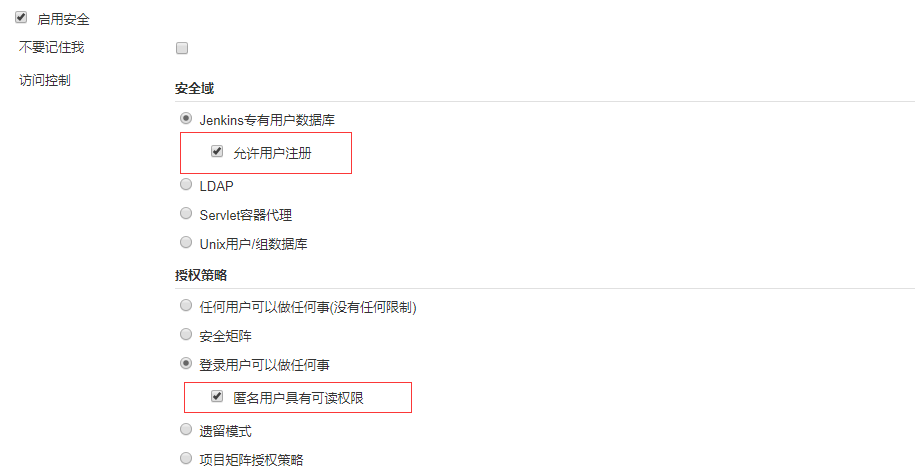 启用安全
不要记住我
访问控制
安全域
Jenkins专有用户数据库
允许用户注册
LDAP
Servlet容器代理
Unix用户/组数据库
授权策略
任何用户可以做任何事(没有任何限制)
安全矩阵
登录用户可以做任何事
匿名用户具有可读权限
遗留模式
项目矩阵授权策略